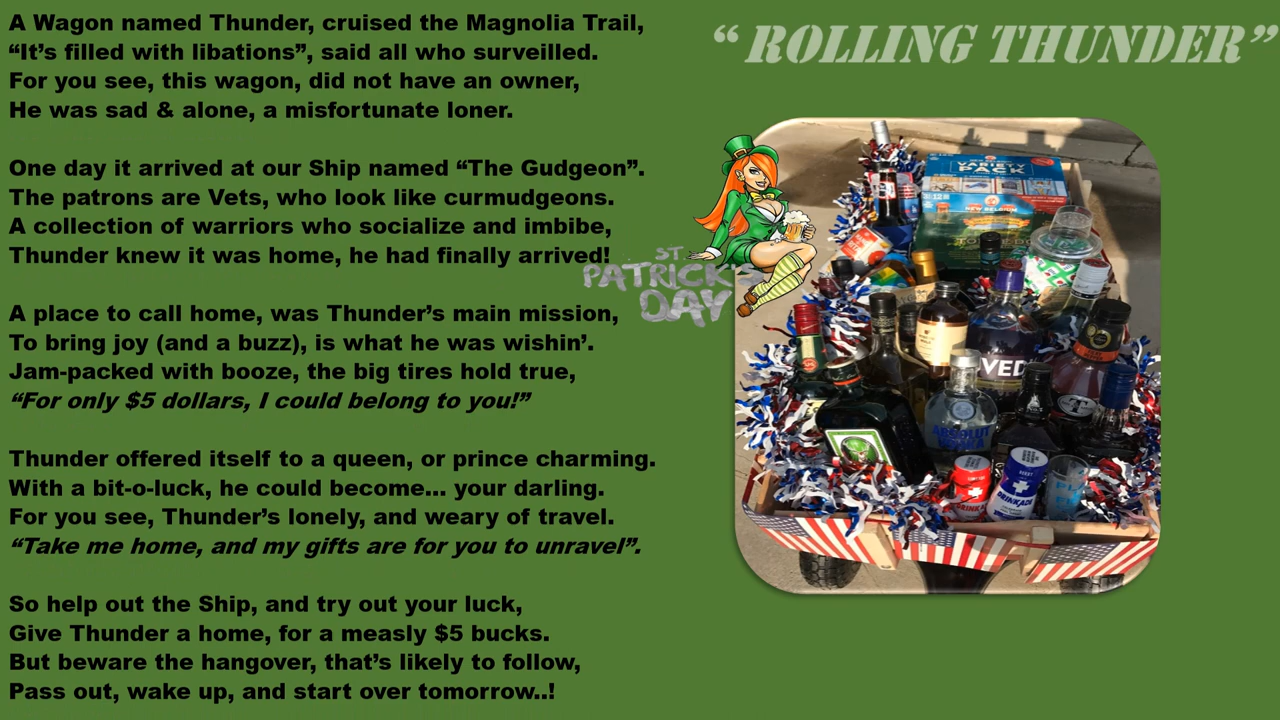 A Wagon named Thunder, cruised the Magnolia Trail,
“It’s filled with libations”, said all who surveilled.
For you see, this wagon, did not have an owner,
He was sad & alone, a misfortunate loner.
One day it arrived at our Ship named “The Gudgeon”.
The patrons are Vets, who look like curmudgeons.
A collection of warriors who socialize and imbibe,
Thunder knew it was home, he had finally arrived!
A place to call home, was Thunder’s main mission,
To bring joy (and a buzz), is what he was wishin’.
Jam-packed with booze, the big tires hold true,
“For only $5 dollars, I could belong to you!”
Thunder offered itself to a queen, or prince charming.
With a bit-o-luck, he could become... your darling.
For you see, Thunder’s lonely, and weary of travel.
“Take me home, and my gifts are for you to unravel”.
So help out the Ship, and try out your luck,
Give Thunder a home, for a measly $5 bucks.
But beware the hangover, that’s likely to follow,
Pass out, wake up, and start over tomorrow..!
“ ROLLING THUNDER”
ST.
PATRICK’S
DAY
VARIETY
PACK
NEW BELGIUM
VED
ABSOLUT